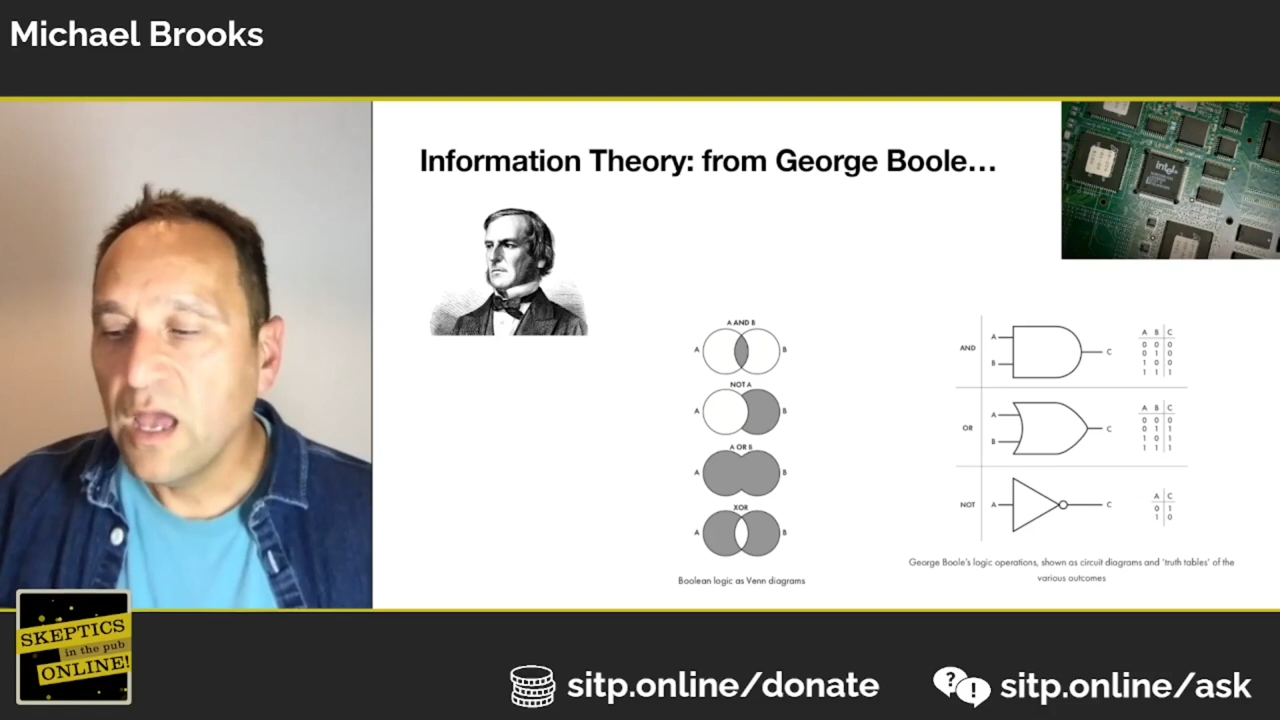 Michael Brooks
Information Theory: from George Boole…
intel
A AND B
A B
NOT A
A B
A OR B
A B
XOR
A B
Boolean logic as Venn diagrams
AND
A
B
C
A B C
0 0 0
0 1 0
1 0 0
1 1 1
OR
A
B
C
A B C
0 0 0
0 1 1
1 0 1
1 1 1
NOT
A
C
A C
0 1
1 0
George Boole's logic operations, shown as circuit diagrams and 'truth tables' of the
various outcomes
SKEPTICS
in the pub
ONLINE!
sitp.online/donate
sitp.online/ask